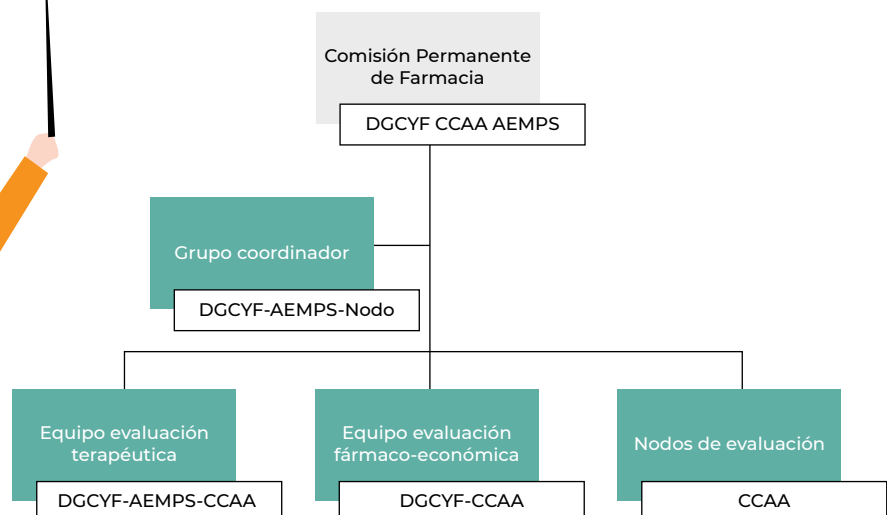 Comisión Permanente
de Farmacia
DGCYF CCAA AEMPS
Grupo coordinador
DGCYF-AEMPS-Nodo
Equipo evaluación
terapéutica
DGCYF-AEMPS-CCAA
Equipo evaluación
fármaco-económica
DGCYF-CCAA
Nodos de evaluación
CCAA